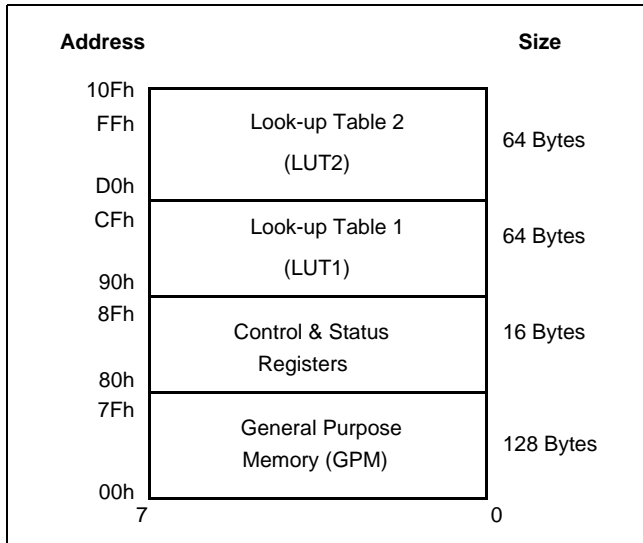 Address Size
10Fh
FFh Look-up Table 2 64 Bytes
(LUT2)
D0h
CFh Look-up Table 1 64 Bytes
(LUT1)
90h
8Fh
Control & Status 16 Bytes
Registers
80h
7Fh
General Purpose
Memory (GPM) 128 Bytes
00h
7 0